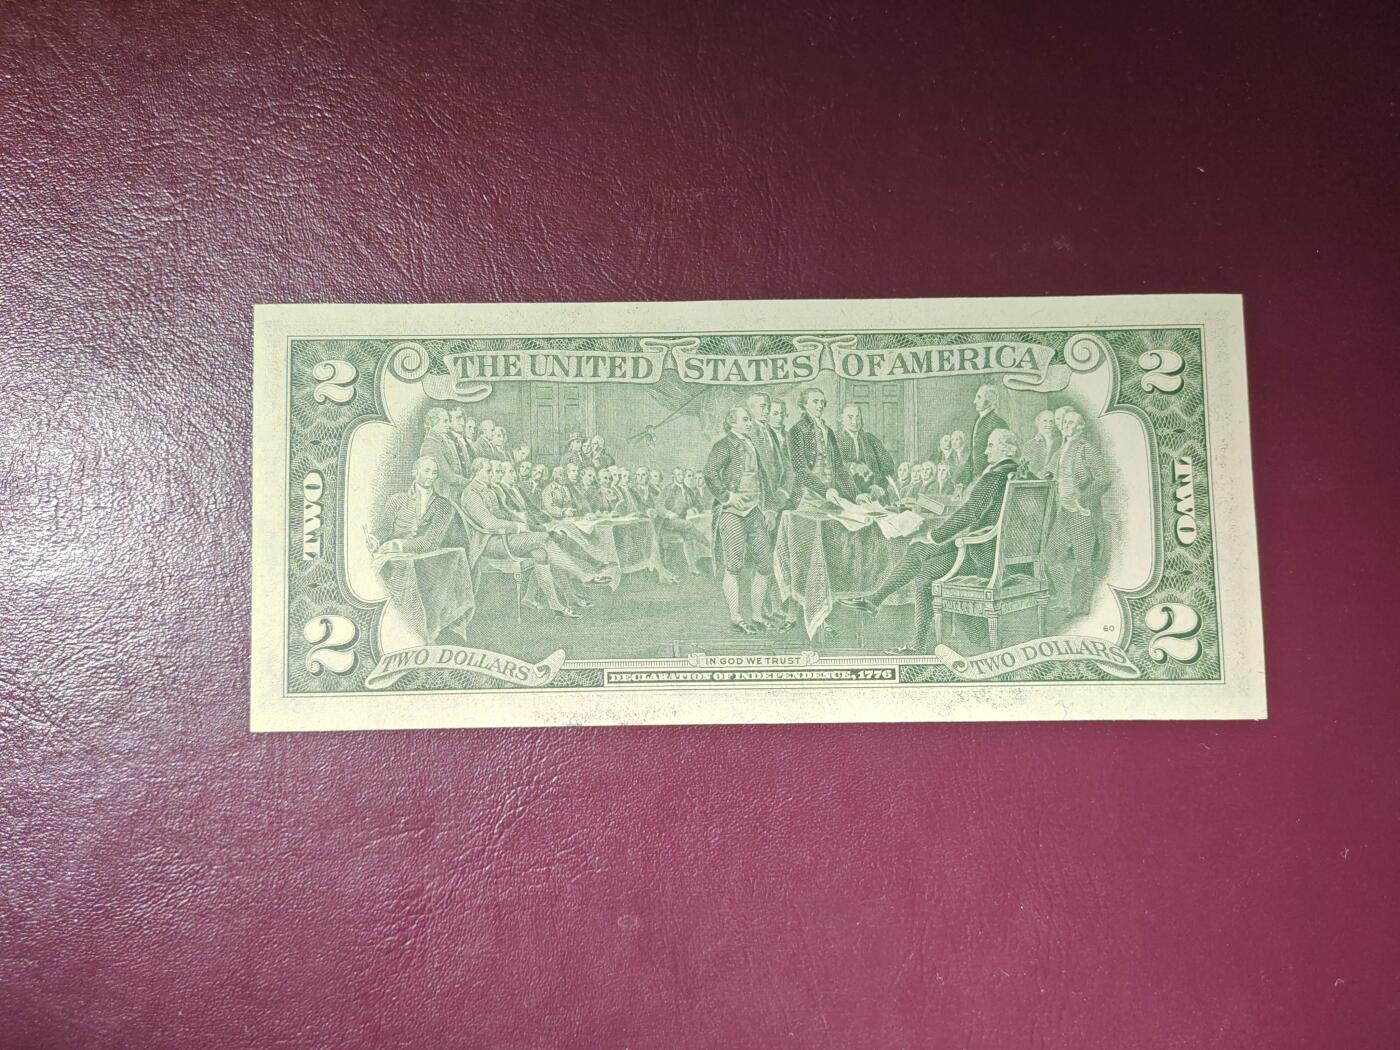 THE UNITED STATES OF AMERICA
2
2
TWO
TWO
2
2
60
TWO DOLLARS
TWO DOLLARS
IN GOD WE TRUST
DECLARATION OF INDEPENDENCE, 1776